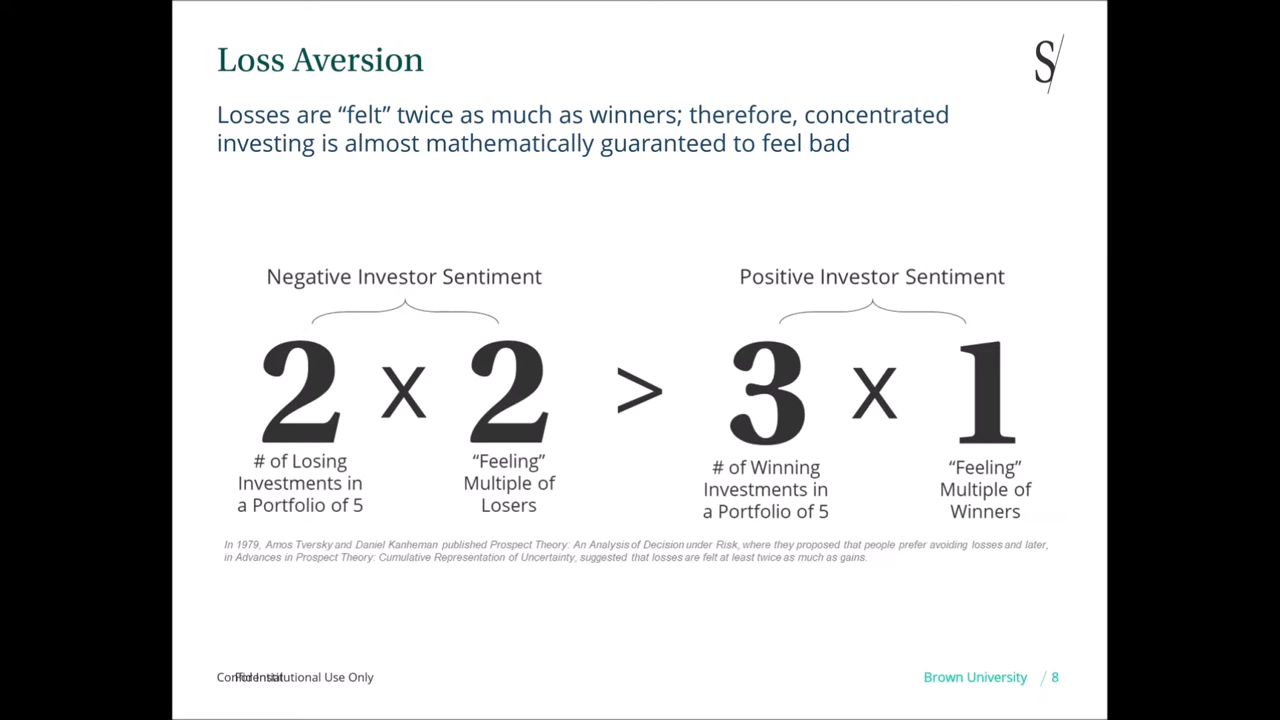 Loss Aversion
S/
Losses are “felt” twice as much as winners; therefore, concentrated
investing is almost mathematically guaranteed to feel bad
Negative Investor Sentiment
Positive Investor Sentiment
2 x 2 > 3 x 1
# of Losing
Investments in
a Portfolio of 5
“Feeling”
Multiple of
Losers
# of Winning
Investments in
a Portfolio of 5
“Feeling”
Multiple of
Winners
In 1979, Amos Tversky and Daniel Kanheman published Prospect Theory: An Analysis of Decision under Risk, where they proposed that people prefer avoiding losses and later,
in Advances in Prospect Theory: Cumulative Representation of Uncertainty, suggested that losses are felt at least twice as much as gains.
Confidential
For Institutional Use Only
Brown University / 8